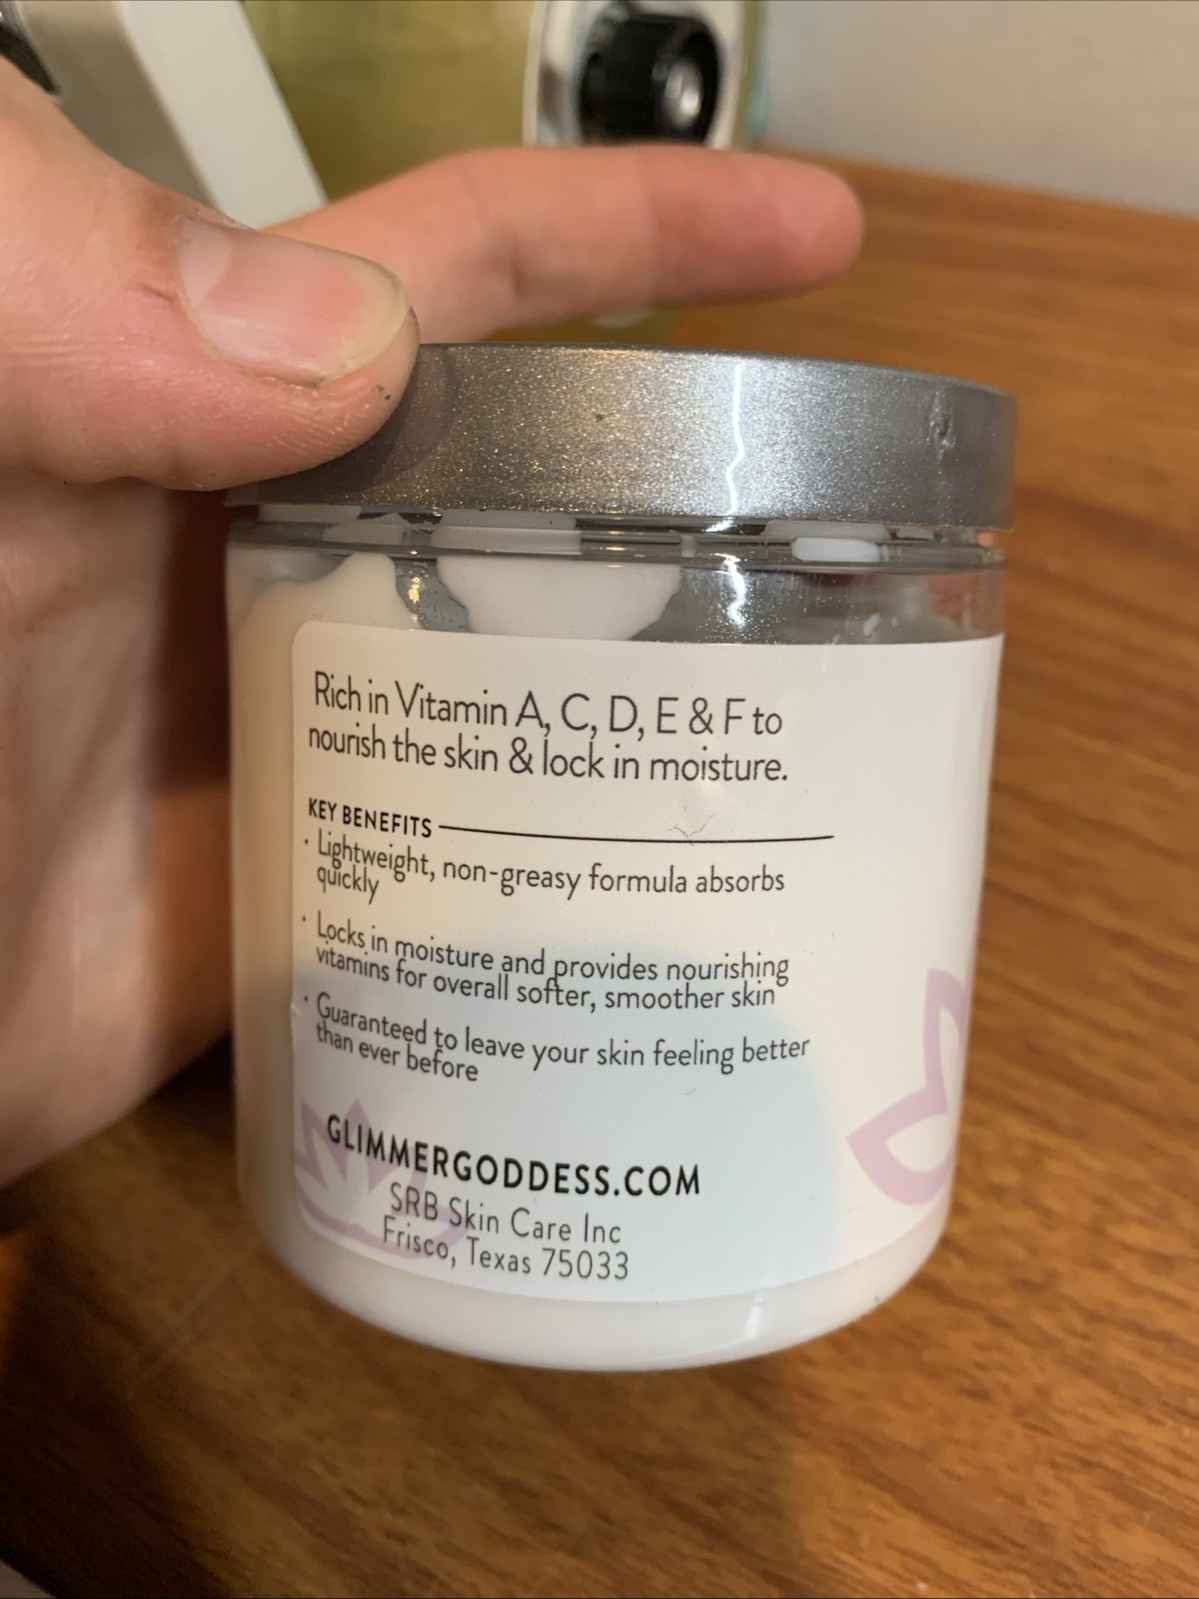 Rich in Vitamin A, C, D, E & F to
nourish the skin & lock in moisture.
KEY BENEFITS
· Lightweight, non-greasy formula absorbs
quickly
· Locks in moisture and provides nourishing
vitamins for overall softer, smoother skin
· Guaranteed to leave your skin feeling better
than ever before
GLIMMERGODDESS.COM
SRB Skin Care Inc
Frisco, Texas 75033